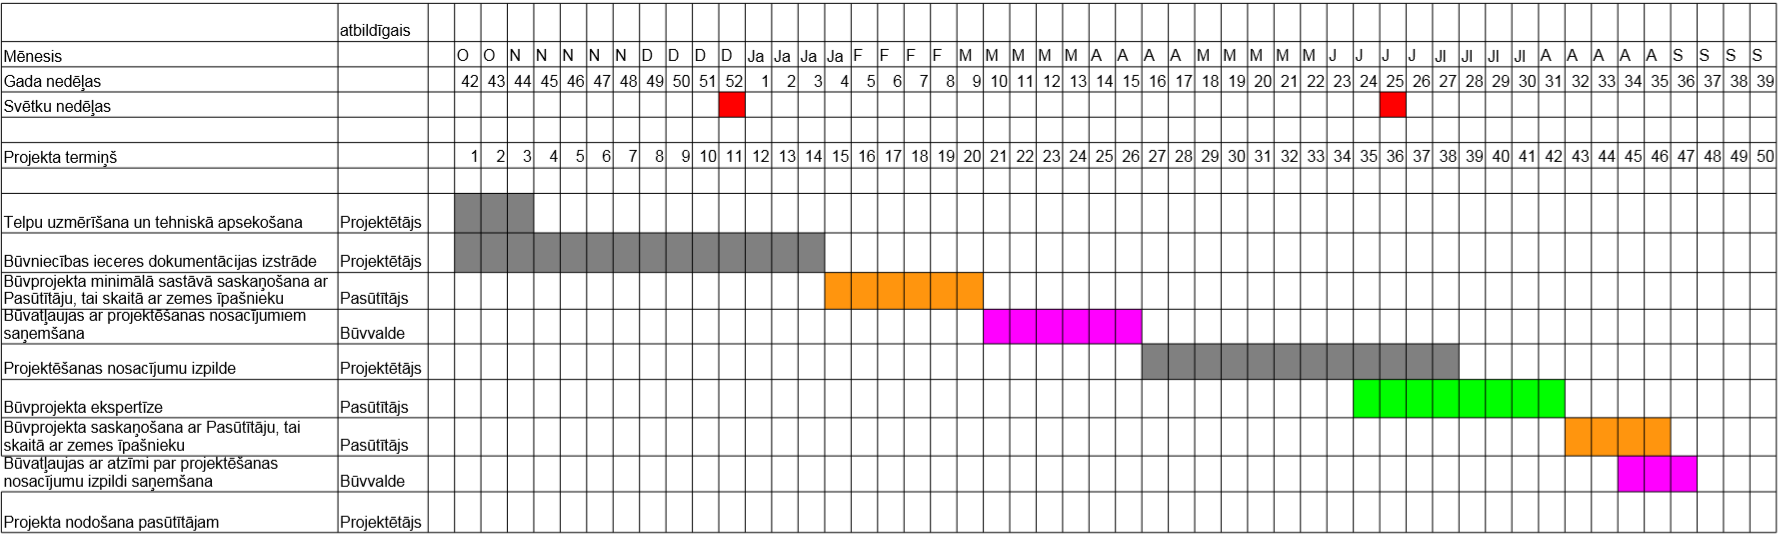 atbildīgais
Mēnesis O O N N N N N D D D D Ja Ja Ja Ja F F F F M M M M M A A A A M M M M M J J J J Jl Jl Jl Jl A A A A A S S S S
Gada nedēļas 42 43 44 45 46 47 48 49 50 51 52 1 2 3 4 5 6 7 8 9 10 11 12 13 14 15 16 17 18 19 20 21 22 23 24 25 26 27 28 29 30 31 32 33 34 35 36 37 38 39
Svētku nedēļas
Projekta termiņš 1 2 3 4 5 6 7 8 9 10 11 12 13 14 15 16 17 18 19 20 21 22 23 24 25 26 27 28 29 30 31 32 33 34 35 36 37 38 39 40 41 42 43 44 45 46 47 48 49 50
Telpu uzmērīšana un tehniskā apsekošana Projektētājs
Būvniecības ieceres dokumentācijas izstrāde Projektētājs
Būvprojekta minimālā sastāvā saskaņošana ar
Pasūtītāju, tai skaitā ar zemes īpašnieku Pasūtītājs
Būvatļaujas ar projektēšanas nosacījumiem
saņemšana Būvvalde
Projektēšanas nosacījumu izpilde Projektētājs
Būvprojekta ekspertīze Pasūtītājs
Būvprojekta saskaņošana ar Pasūtītāju, tai
skaitā ar zemes īpašnieku Pasūtītājs
Būvatļaujas ar atzīmi par projektēšanas
nosacījumu izpildi saņemšana Būvvalde
Projekta nodošana pasūtītājam Projektētājs